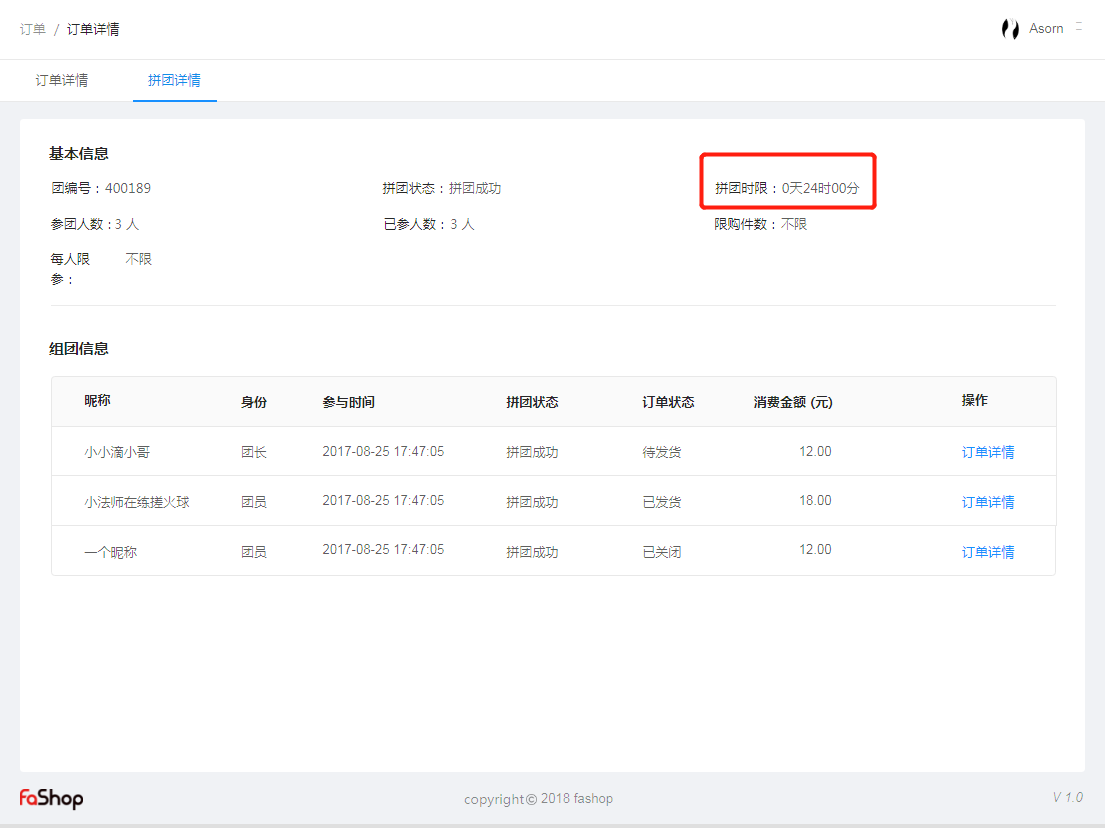 订单 / 订单详情
Asorn
订单详情 拼团详情
基本信息
团编号：400189 拼团状态：拼团成功 拼团时限：0天24时00分
参团人数：3 人 已参人数：3 人 限购件数：不限
每人限参： 不限
组团信息
昵称 身份 参与时间 拼团状态 订单状态 消费金额 (元) 操作
小小滴小哥 团长 2017-08-25 17:47:05 拼团成功 待发货 12.00 订单详情
小法师在练搓火球 团员 2017-08-25 17:47:05 拼团成功 已发货 18.00 订单详情
一个昵称 团员 2017-08-25 17:47:05 拼团成功 已关闭 12.00 订单详情
faShop copyright© 2018 fashop V 1.0